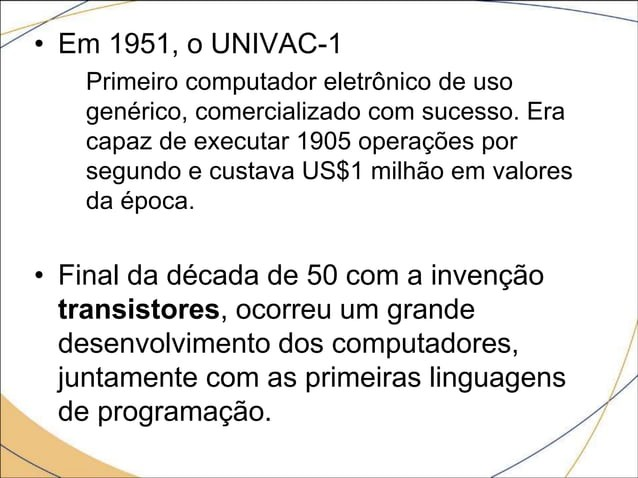 • Em 1951, o UNIVAC-1
Primeiro computador eletrônico de uso
genérico, comercializado com sucesso. Era
capaz de executar 1905 operações por
segundo e custava US$1 milhão em valores
da época.
• Final da década de 50 com a invenção
transistores, ocorreu um grande
desenvolvimento dos computadores,
juntamente com as primeiras linguagens
de programação.